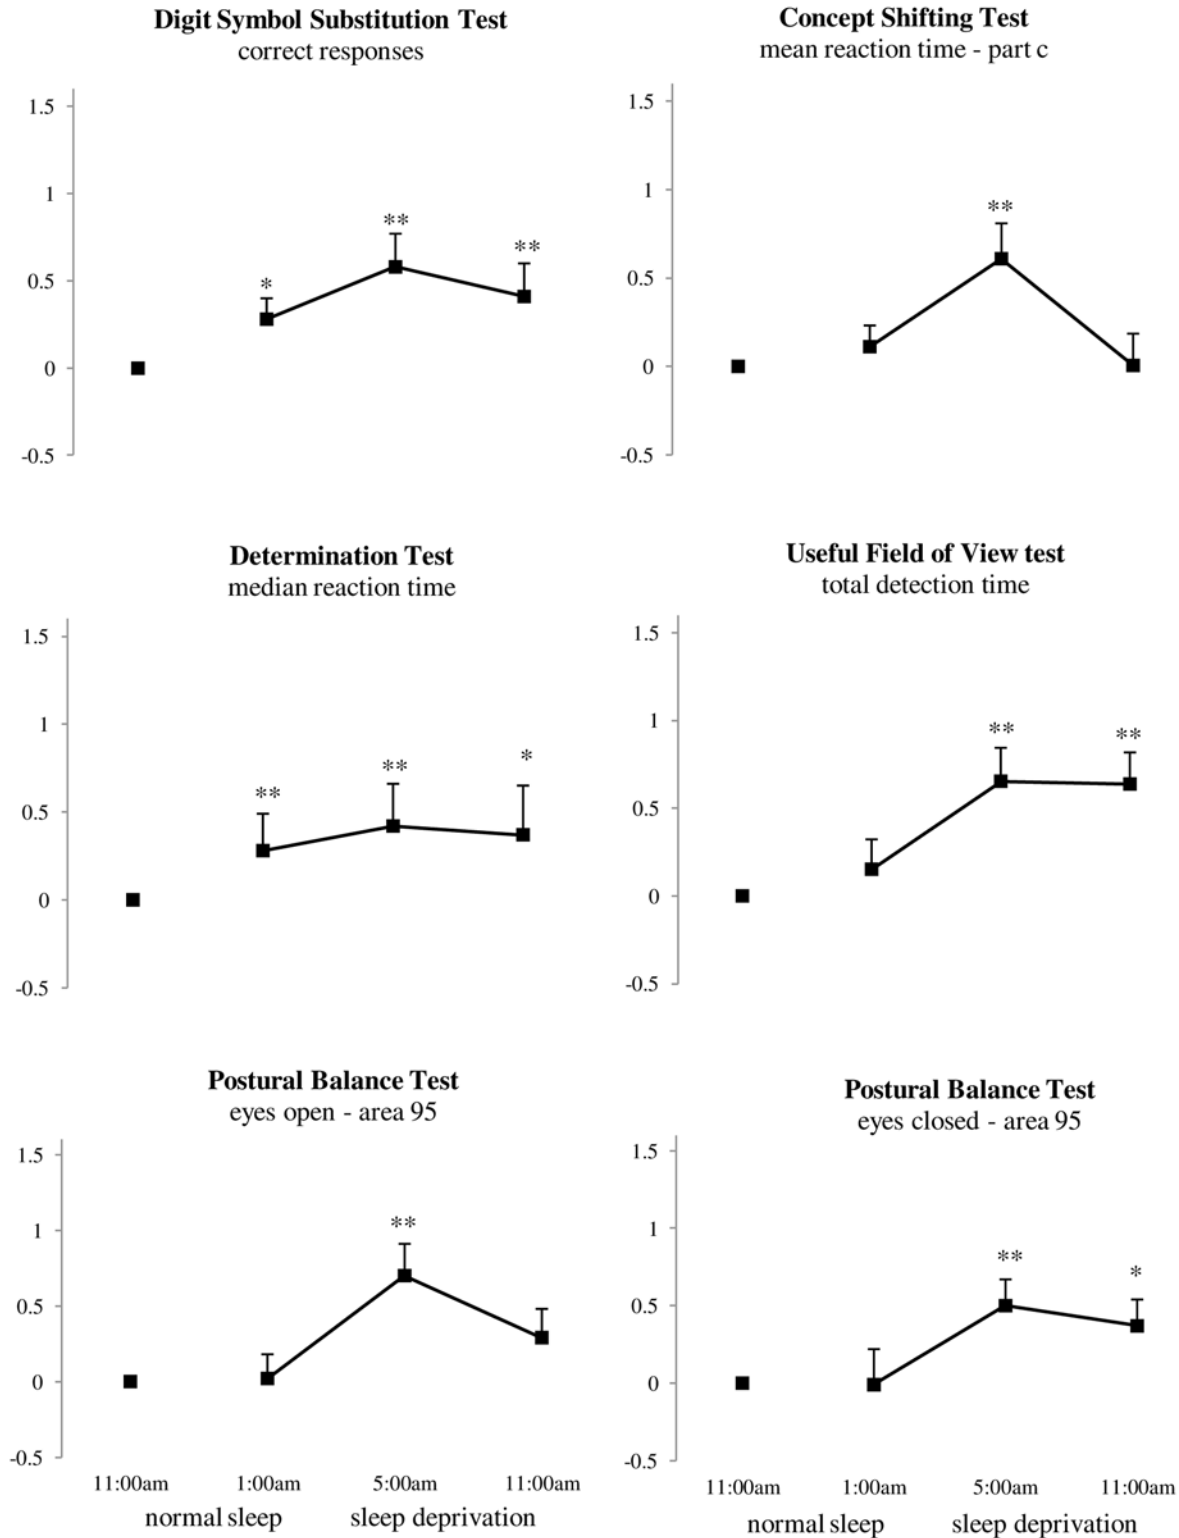 Digit Symbol Substitution Test
correct responses
1.5
1
0.5
0
-0.5
*
**
**
Concept Shifting Test
mean reaction time - part c
1.5
1
0.5
0
-0.5
**
Determination Test
median reaction time
1.5
1
0.5
0
-0.5
**
**
*
Useful Field of View test
total detection time
1.5
1
0.5
0
-0.5
**
**
Postural Balance Test
eyes open - area 95
1.5
1
0.5
0
-0.5
**
11:00am 1:00am 5:00am 11:00am
normal sleep sleep deprivation
Postural Balance Test
eyes closed - area 95
1.5
1
0.5
0
-0.5
**
*
11:00am 1:00am 5:00am 11:00am
normal sleep sleep deprivation